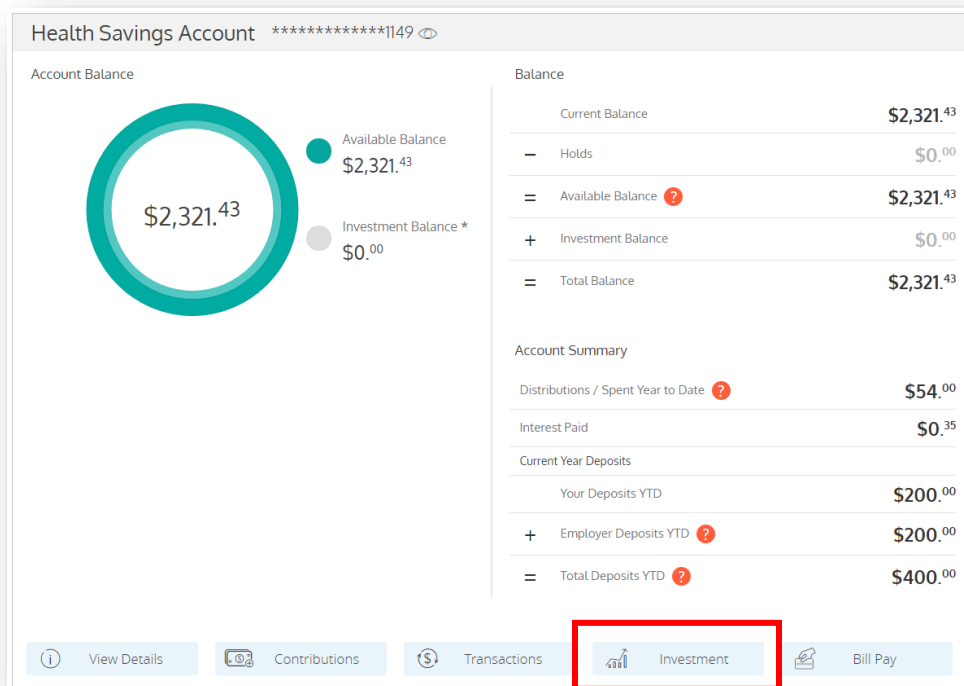 Health Savings Account *************1149
Account Balance
$2,321.43
Available Balance
$2,321.43
Investment Balance *
$0.00
Balance
Current Balance $2,321.43
− Holds $0.00
= Available Balance ? $2,321.43
+ Investment Balance $0.00
= Total Balance $2,321.43
Account Summary
Distributions / Spent Year to Date ? $54.00
Interest Paid $0.35
Current Year Deposits
Your Deposits YTD $200.00
+ Employer Deposits YTD ? $200.00
= Total Deposits YTD ? $400.00
View Details Contributions Transactions Investment Bill Pay